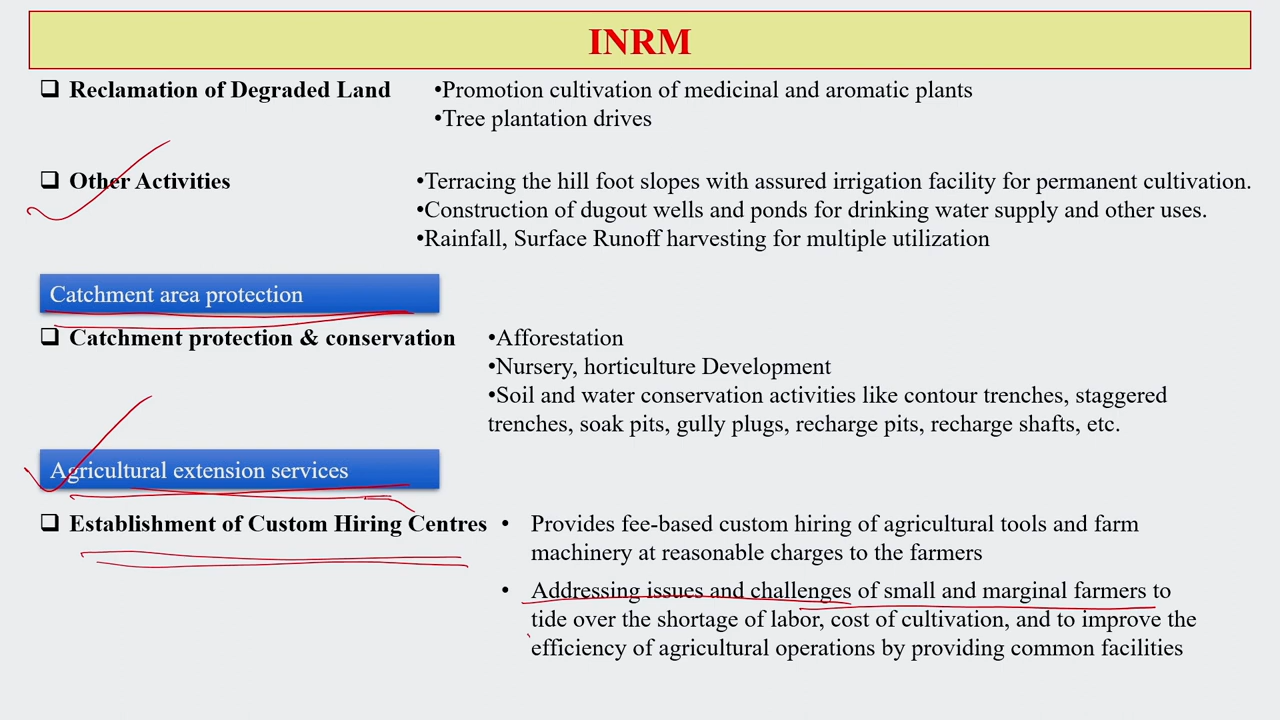 INRM
❑ Reclamation of Degraded Land
•Promotion cultivation of medicinal and aromatic plants
•Tree plantation drives
❑ Other Activities
•Terracing the hill foot slopes with assured irrigation facility for permanent cultivation.
•Construction of dugout wells and ponds for drinking water supply and other uses.
•Rainfall, Surface Runoff harvesting for multiple utilization
Catchment area protection
❑ Catchment protection & conservation
•Afforestation
•Nursery, horticulture Development
•Soil and water conservation activities like contour trenches, staggered
trenches, soak pits, gully plugs, recharge pits, recharge shafts, etc.
Agricultural extension services
❑ Establishment of Custom Hiring Centres
• Provides fee-based custom hiring of agricultural tools and farm
machinery at reasonable charges to the farmers
• Addressing issues and challenges of small and marginal farmers to
tide over the shortage of labor, cost of cultivation, and to improve the
efficiency of agricultural operations by providing common facilities